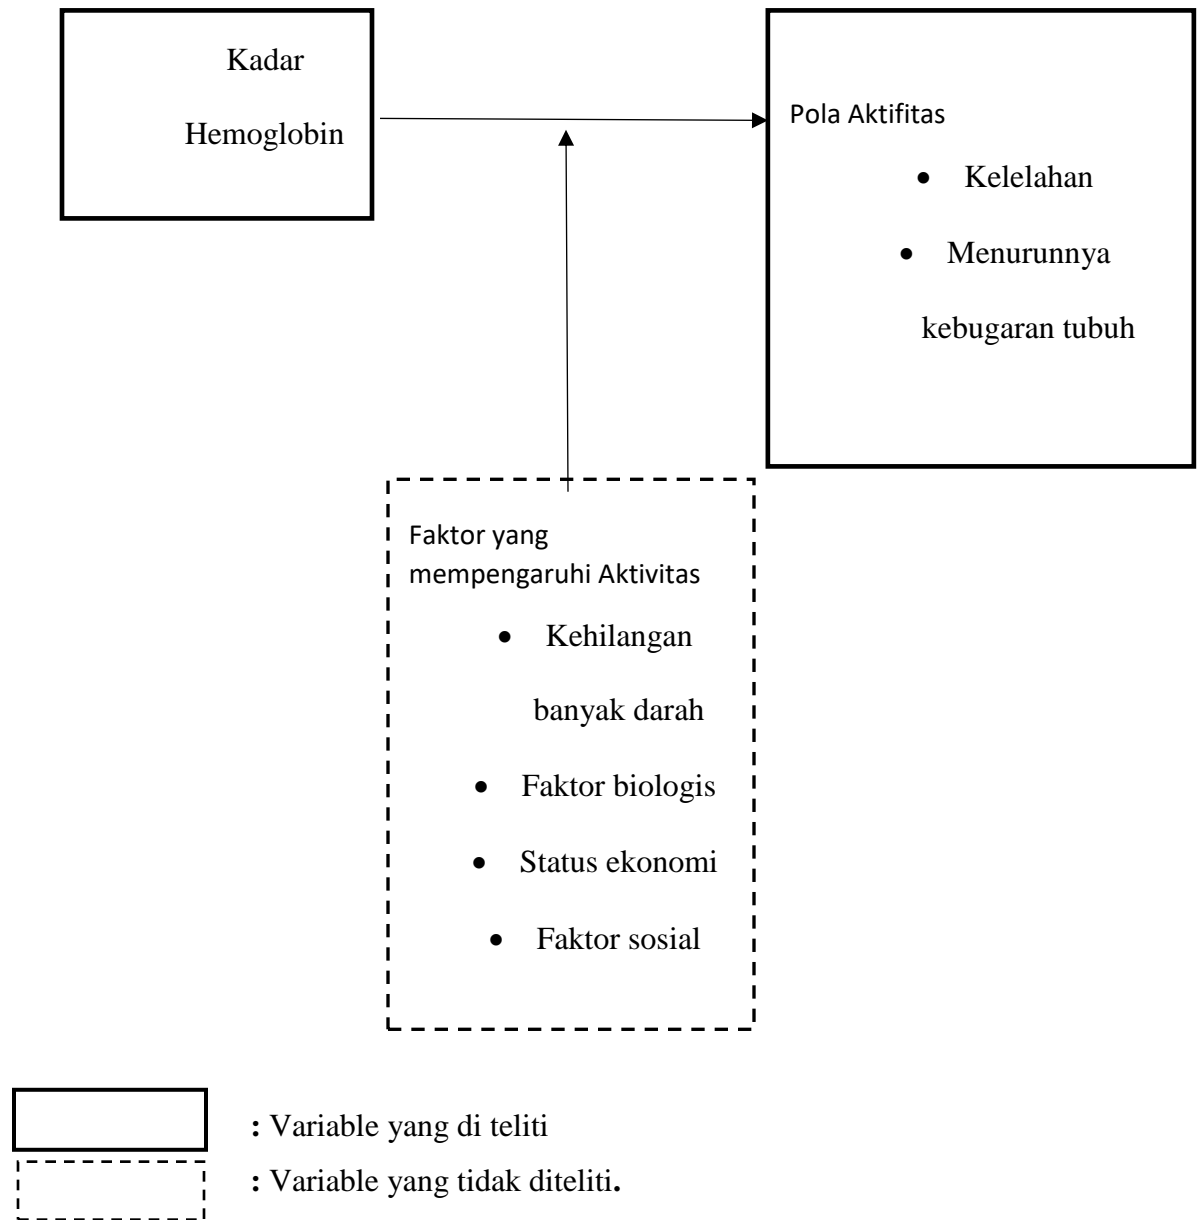 Kadar
Hemoglobin
Pola Aktifitas
• Kelelahan
• Menurunnya
kebugaran tubuh
Faktor yang
mempengaruhi Aktivitas
• Kehilangan
banyak darah
• Faktor biologis
• Status ekonomi
• Faktor sosial
: Variable yang di teliti
: Variable yang tidak diteliti.